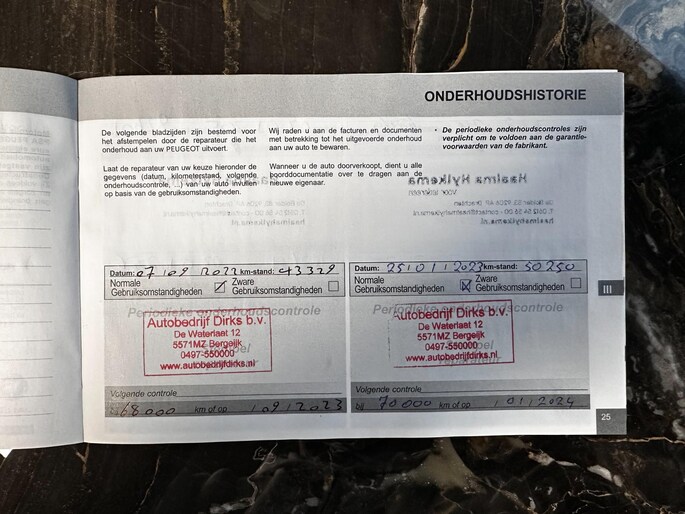 ONDERHOUDSHISTORIE
De volgende bladzijden zijn bestemd voor
het afstempelen door de reparateur die het
onderhoud aan uw PEUGEOT uitvoert.
Laat de reparateur van uw keuze hieronder de
gegevens (datum, kilometerstand, volgende
onderhoudscontrole, ...) van uw auto invullen
op basis van de gebruiksomstandigheden.
Wij raden u aan de facturen en documenten
met betrekking tot het uitgevoerde onderhoud
aan uw auto te bewaren.
Wanneer u de auto doorverkoopt, dient u alle
boorddocumentatie over te dragen aan de
nieuwe eigenaar.
• De periodieke onderhoudscontroles zijn
verplicht om te voldoen aan de garantie-
voorwaarden van de fabrikant.
Datum: 07/09/2022 km-stand: 43329
Normale
Gebruiksomstandigheden
Zware
Gebruiksomstandigheden
Periodieke onderhoudscontrole
Autobedrijf Dirks b.v.
De Waterlaat 12
5571MZ Bergeijk
0497-550000
www.autobedrijfdirks.nl
Volgende controle
68000 km of op /09/2023
Datum: 25/01/2023 km-stand: 50250
Normale
Gebruiksomstandigheden
Zware
Gebruiksomstandigheden
Periodieke onderhoudscontrole
Autobedrijf Dirks b.v.
De Waterlaat 12
5571MZ Bergeijk
0497-550000
www.autobedrijfdirks.nl
Volgende controle
bij 70000 km of op /01/2024
III
25